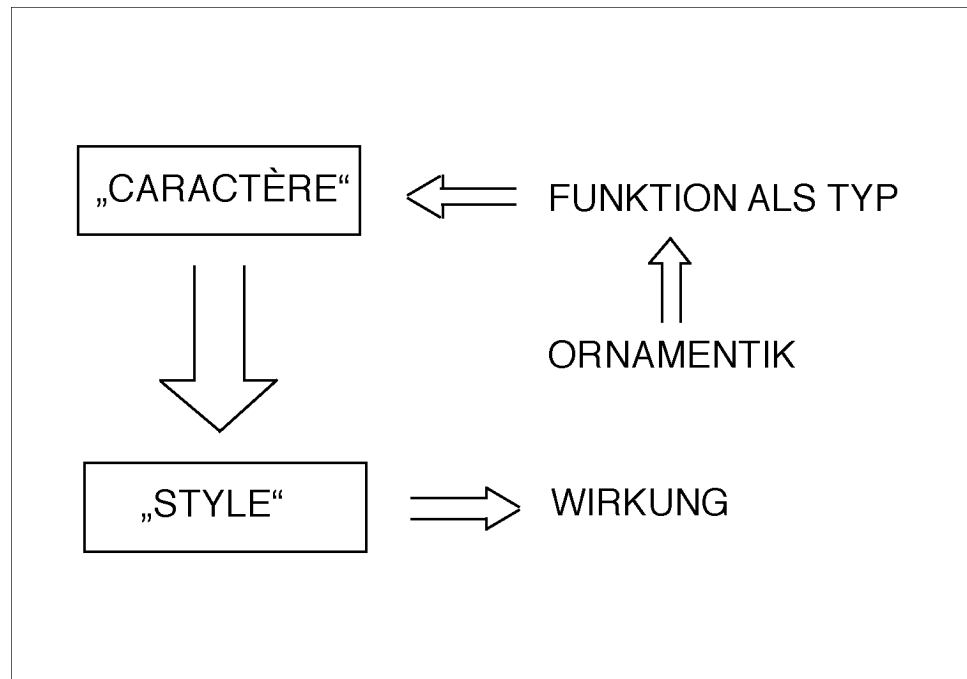 „CARACTÈRE“
FUNKTION ALS TYP
ORNAMENTIK
„STYLE“
WIRKUNG